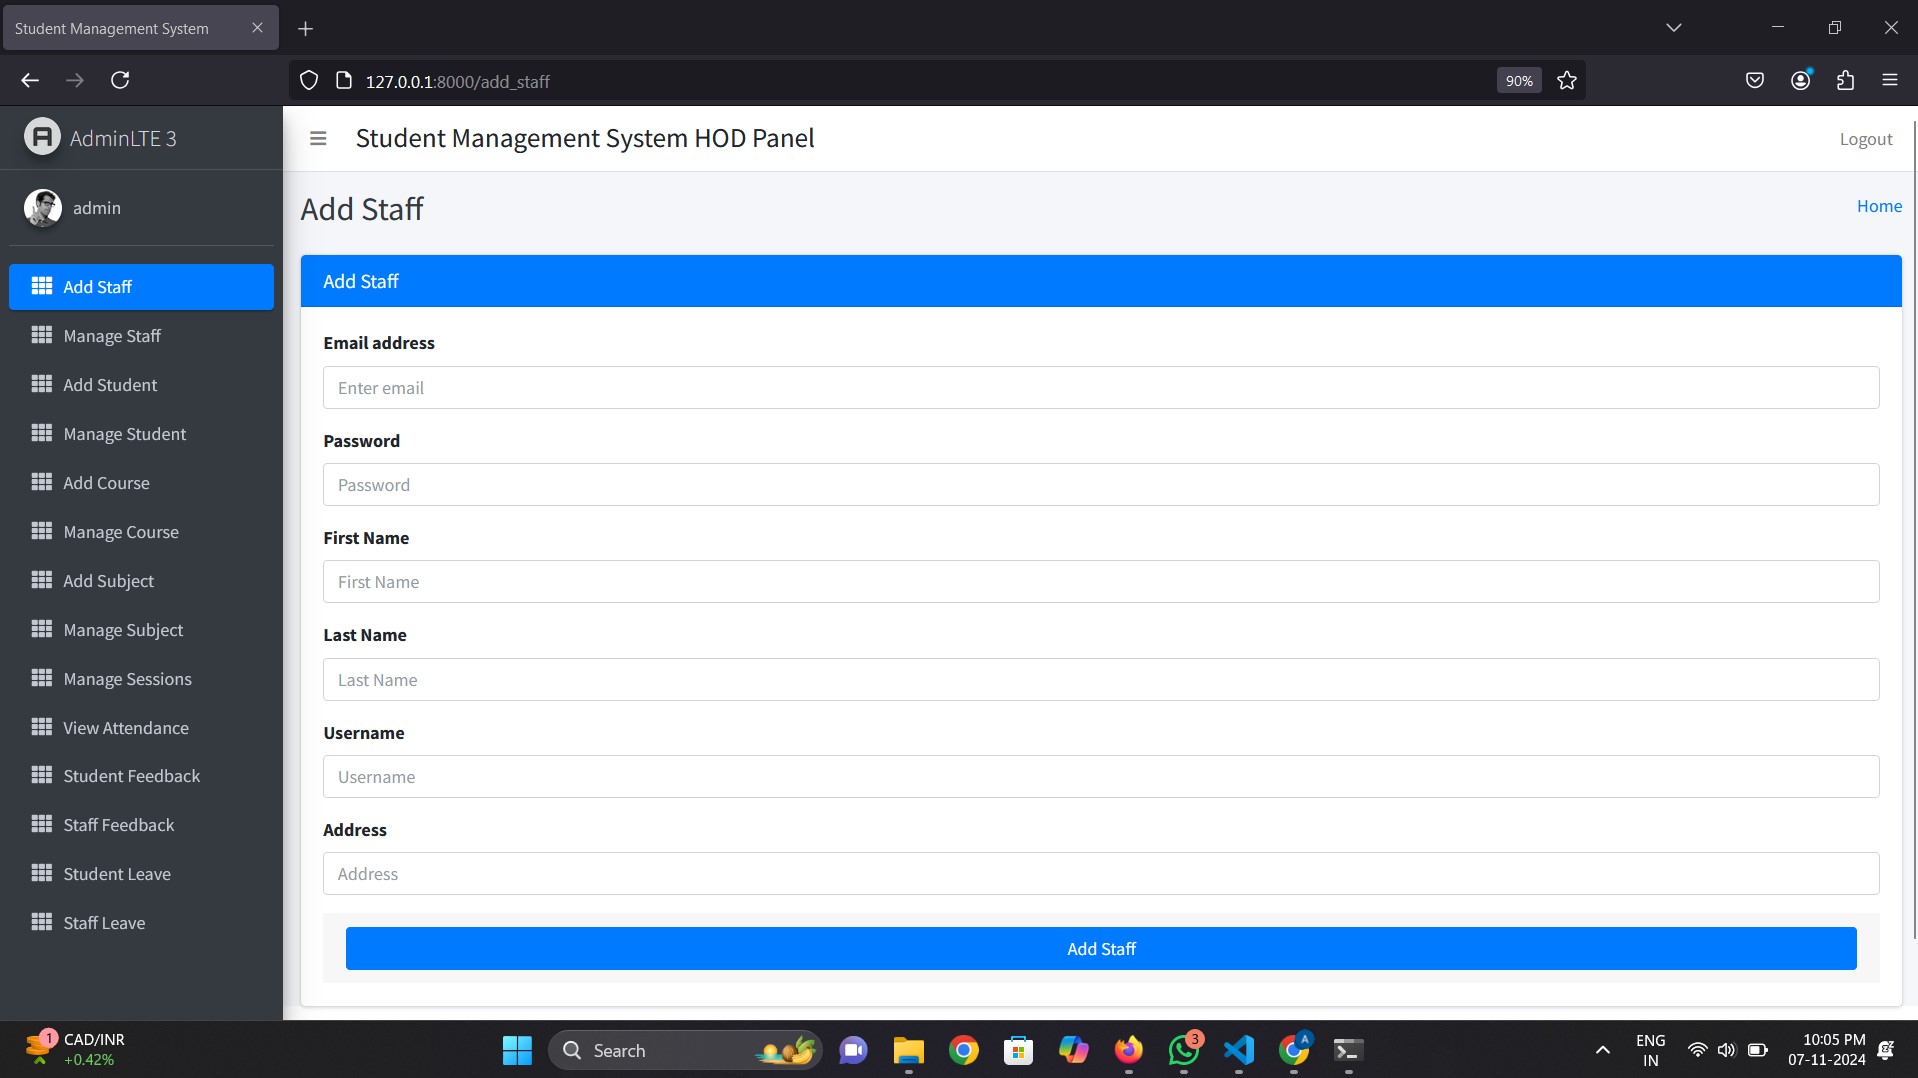 Student Management System
127.0.0.1:8000/add_staff
90%
AdminLTE 3
Student Management System HOD Panel
Logout
admin
Add Staff
Home
Add Staff
Manage Staff
Add Student
Manage Student
Add Course
Manage Course
Add Subject
Manage Subject
Manage Sessions
View Attendance
Student Feedback
Staff Feedback
Student Leave
Staff Leave
Add Staff
Email address
Enter email
Password
Password
First Name
First Name
Last Name
Last Name
Username
Username
Address
Address
Add Staff
1
CAD/INR
+0.42%
Search
3
A
ENG
IN
10:05 PM
07-11-2024